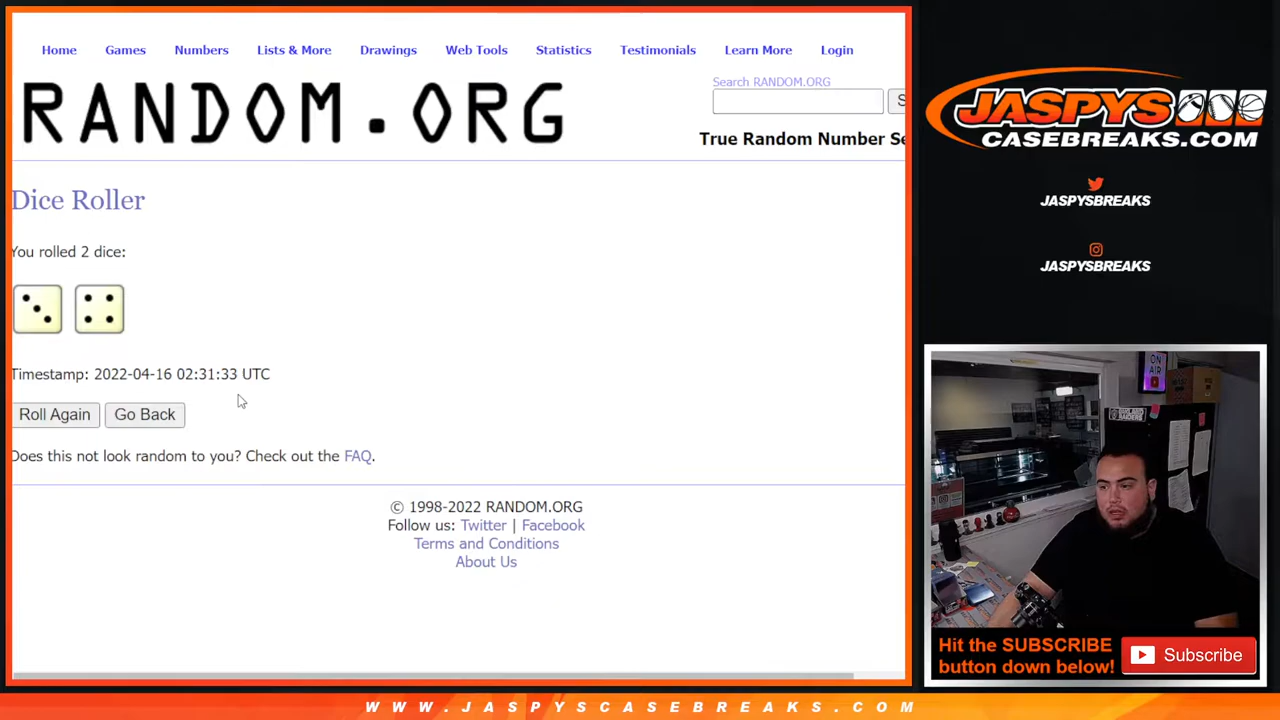 Home Games Numbers Lists & More Drawings Web Tools Statistics Testimonials Learn More Login
RANDOM.ORG
Search RANDOM.ORG
S
True Random Number Se
Dice Roller
You rolled 2 dice:
Timestamp: 2022-04-16 02:31:33 UTC
Roll Again Go Back
Does this not look random to you? Check out the FAQ.
© 1998-2022 RANDOM.ORG
Follow us: Twitter | Facebook
Terms and Conditions
About Us
JASPYS
CASEBREAKS.COM
JASPYSBREAKS
JASPYSBREAKS
ON
AIR
Hit the SUBSCRIBE
button down below!
Subscribe
WWW.JASPYSCASEBREAKS.COM